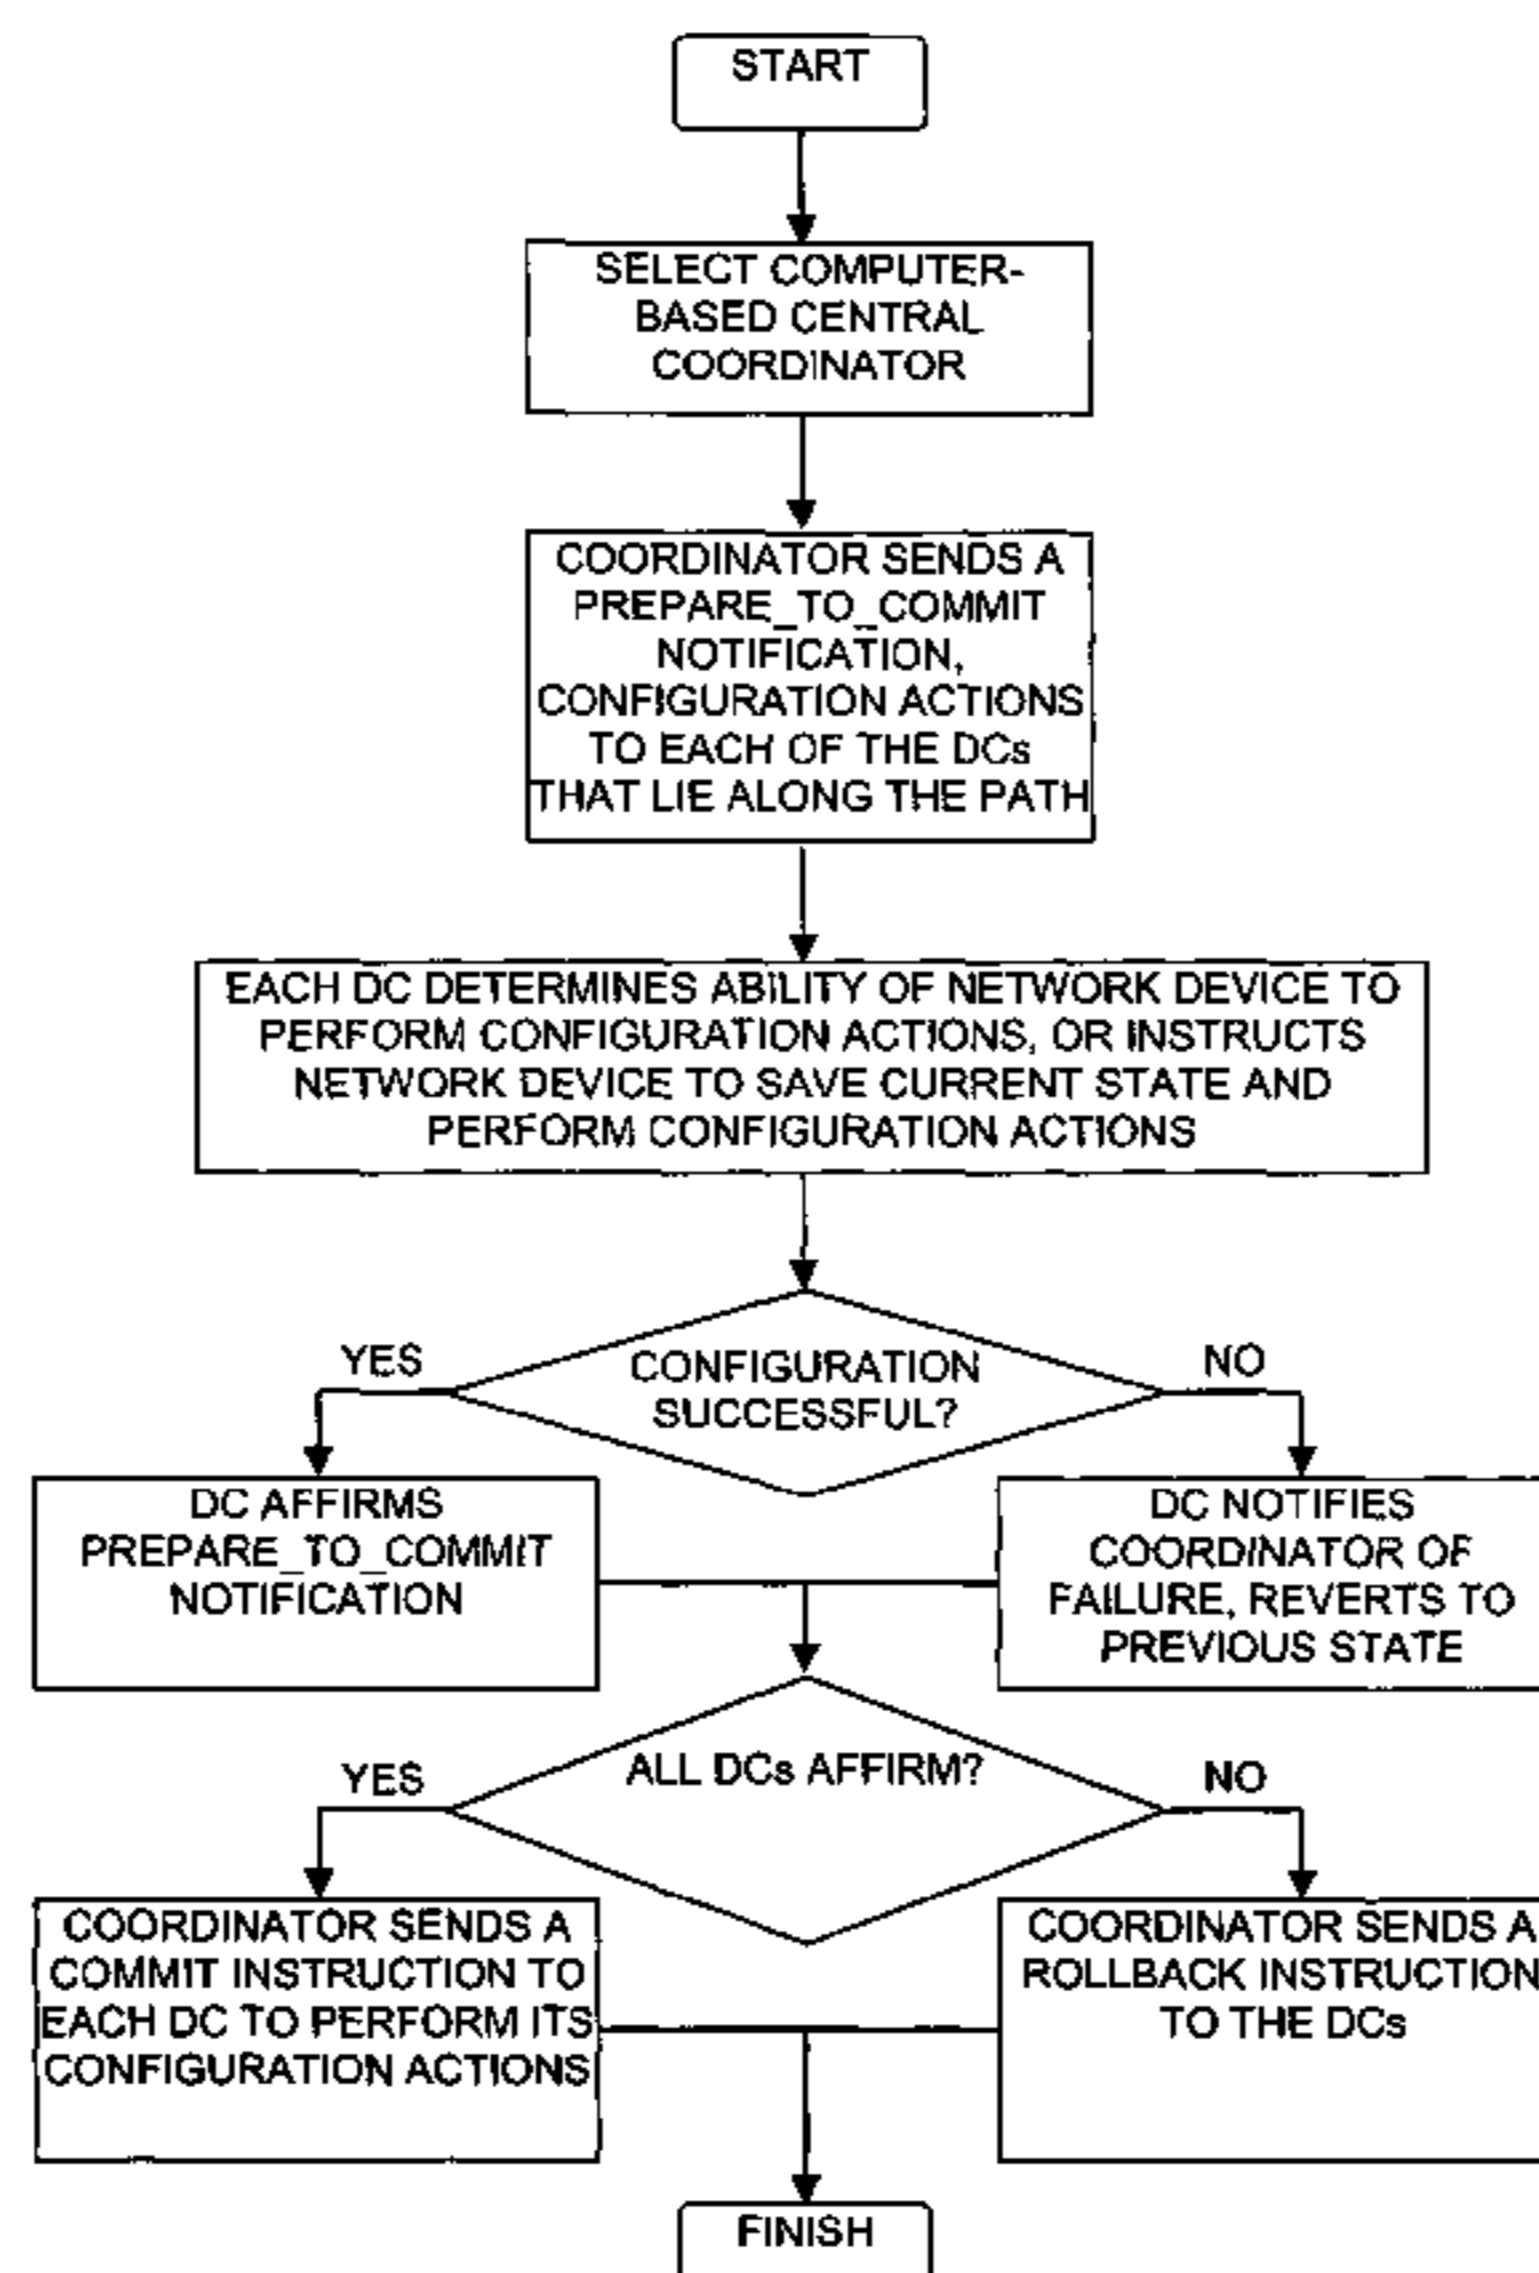 START
SELECT COMPUTER-
BASED CENTRAL
COORDINATOR
COORDINATOR SENDS A
PREPARE_TO_COMMIT
NOTIFICATION,
CONFIGURATION ACTIONS
TO EACH OF THE DCs
THAT LIE ALONG THE PATH
EACH DC DETERMINES ABILITY OF NETWORK DEVICE TO
PERFORM CONFIGURATION ACTIONS, OR INSTRUCTS
NETWORK DEVICE TO SAVE CURRENT STATE AND
PERFORM CONFIGURATION ACTIONS
YES
CONFIGURATION
SUCCESSFUL?
NO
DC AFFIRMS
PREPARE_TO_COMMIT
NOTIFICATION
DC NOTIFIES
COORDINATOR OF
FAILURE, REVERTS TO
PREVIOUS STATE
YES
ALL DCs AFFIRM?
NO
COORDINATOR SENDS A
COMMIT INSTRUCTION TO
EACH DC TO PERFORM ITS
CONFIGURATION ACTIONS
COORDINATOR SENDS A
ROLLBACK INSTRUCTION
TO THE DCs
FINISH